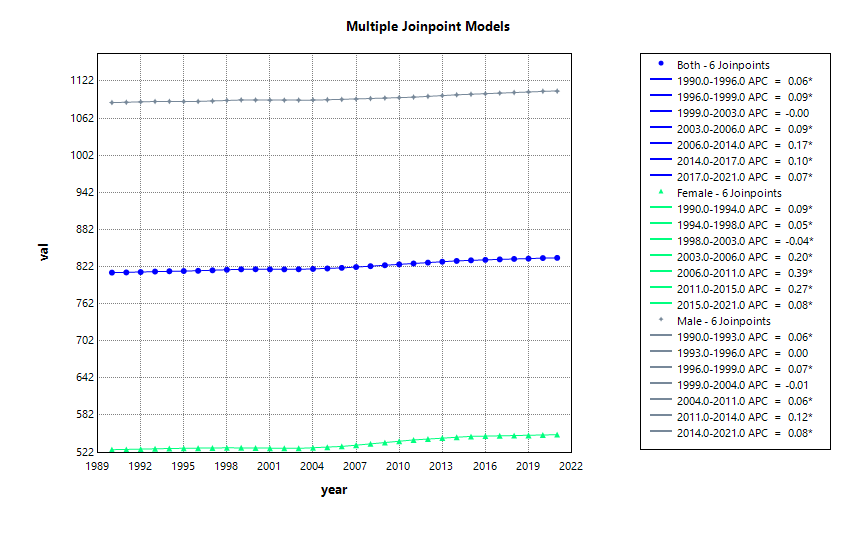 Multiple Joinpoint Models
val
1122
1062
1002
942
882
822
762
702
642
582
522
1989 1992 1995 1998 2001 2004 2007 2010 2013 2016 2019 2022
year
Both - 6 Joinpoints
1990.0-1996.0 APC = 0.06*
1996.0-1999.0 APC = 0.09*
1999.0-2003.0 APC = -0.00
2003.0-2006.0 APC = 0.09*
2006.0-2014.0 APC = 0.17*
2014.0-2017.0 APC = 0.10*
2017.0-2021.0 APC = 0.07*
Female - 6 Joinpoints
1990.0-1994.0 APC = 0.09*
1994.0-1998.0 APC = 0.05*
1998.0-2003.0 APC = -0.04*
2003.0-2006.0 APC = 0.20*
2006.0-2011.0 APC = 0.39*
2011.0-2015.0 APC = 0.27*
2015.0-2021.0 APC = 0.08*
Male - 6 Joinpoints
1990.0-1993.0 APC = 0.06*
1993.0-1996.0 APC = 0.00
1996.0-1999.0 APC = 0.07*
1999.0-2004.0 APC = -0.01
2004.0-2011.0 APC = 0.06*
2011.0-2014.0 APC = 0.12*
2014.0-2021.0 APC = 0.08*